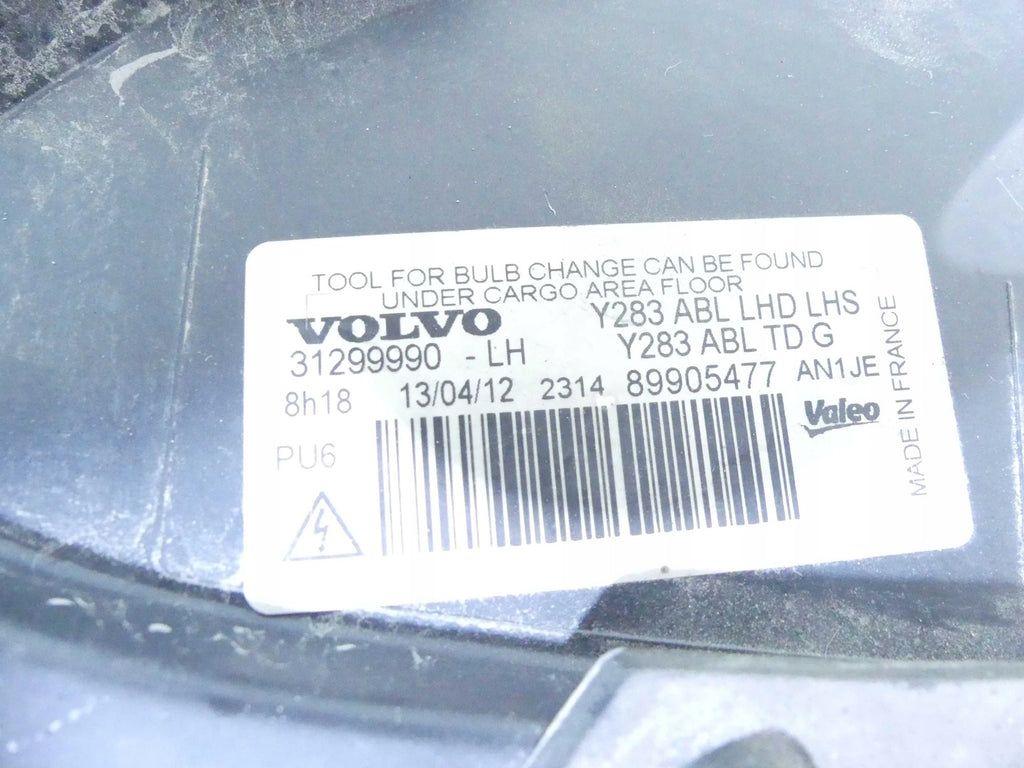 TOOL FOR BULB CHANGE CAN BE FOUND
UNDER CARGO AREA FLOOR
VOLVO
Y283 ABL LHD LHS
31299990 - LH
Y283 ABL TD G
8h18
13/04/12
2314
89905477
AN1JE
PU6
Valeo
MADE IN FRANCE